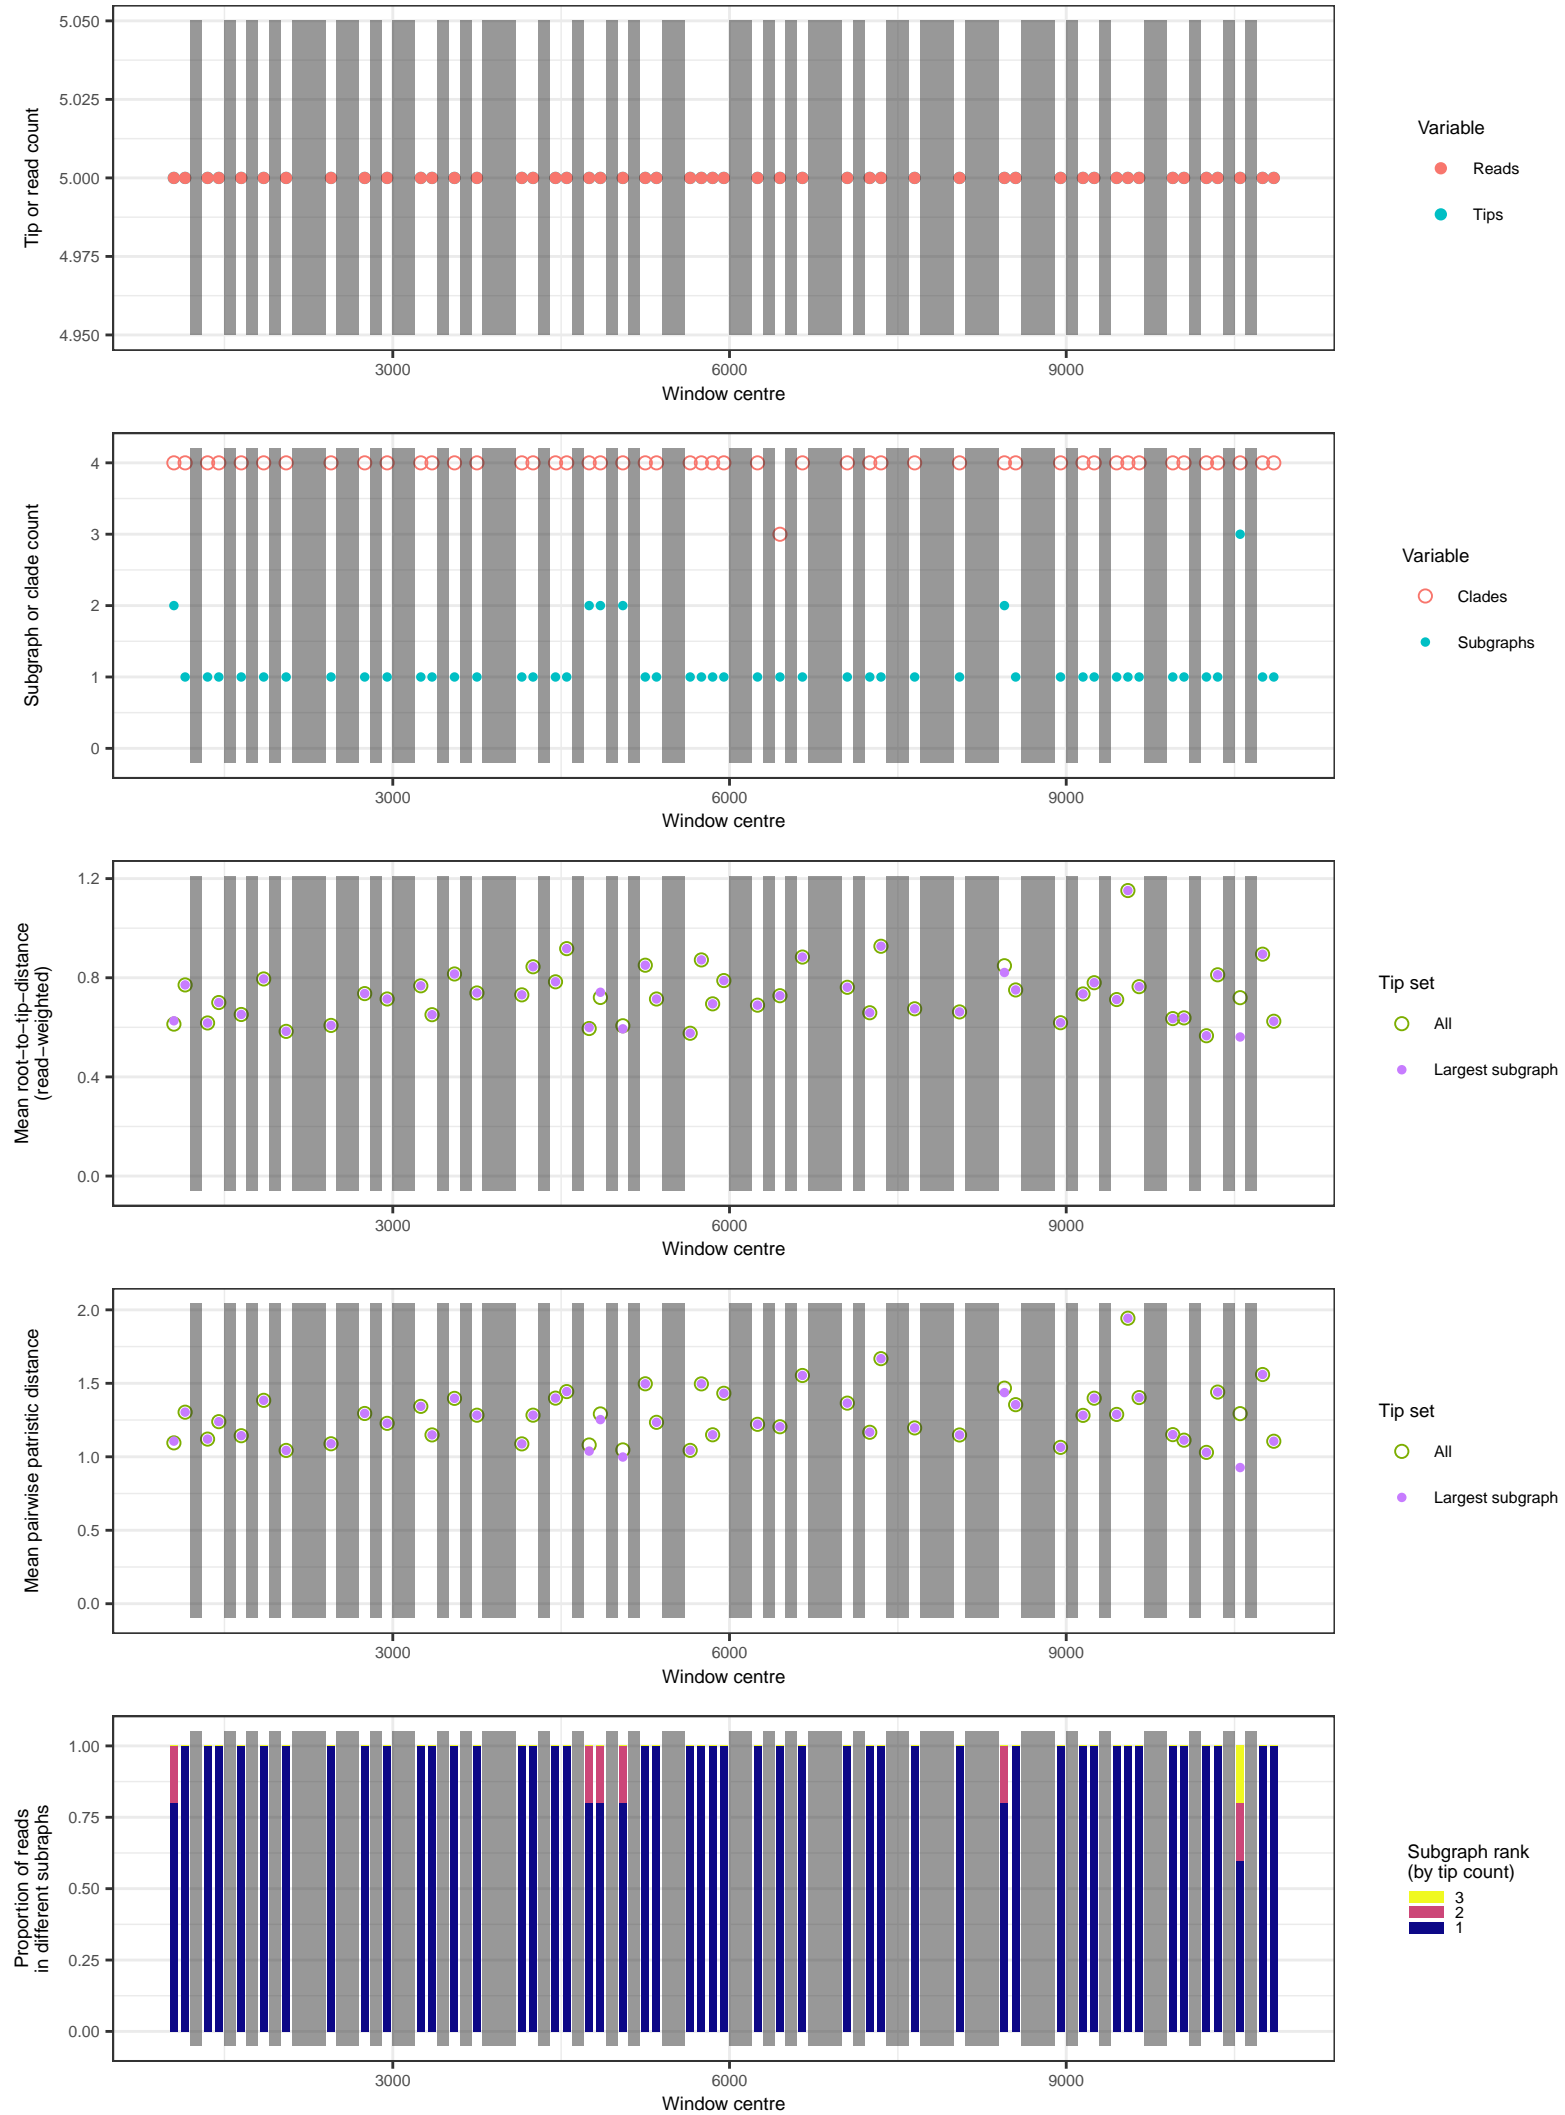 5.050
5.025
5.000
4.975
4.950
Tip or read count
3000 6000 9000
Window centre
Variable
Reads
Tips
4
3
2
1
0
Subgraph or clade count
3000 6000 9000
Window centre
Variable
Clades
Subgraphs
1.2
0.8
0.4
0.0
Mean root−to−tip−distance
(read−weighted)
3000 6000 9000
Window centre
Tip set
All
Largest subgraph
2.0
1.5
1.0
0.5
0.0
Mean pairwise patristic distance
3000 6000 9000
Window centre
Tip set
All
Largest subgraph
1.00
0.75
0.50
0.25
0.00
Proportion of reads
in different subraphs
3000 6000 9000
Window centre
Subgraph rank
(by tip count)
3
2
1